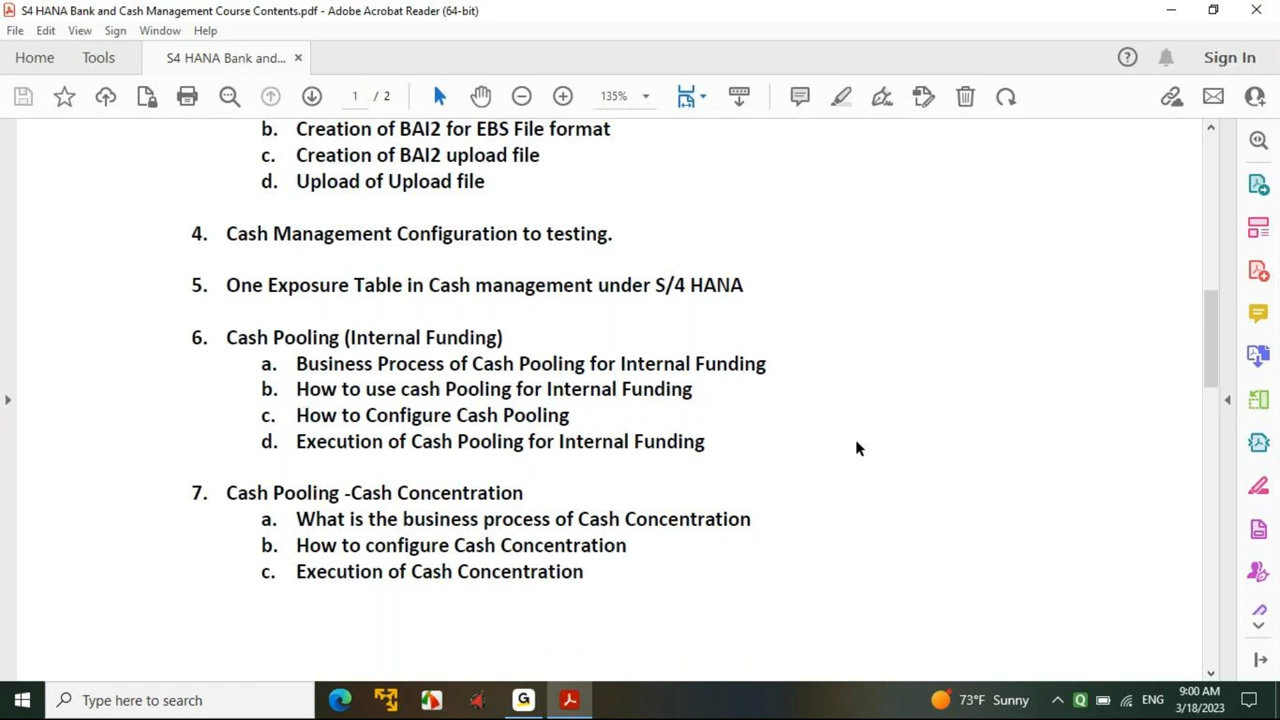 S4 HANA Bank and Cash Management Course Contents.pdf - Adobe Acrobat Reader (64-bit)
File Edit View Sign Window Help
Home Tools S4 HANA Bank and... × Sign In
1 / 2 135%
b. Creation of BAI2 for EBS File format
c. Creation of BAI2 upload file
d. Upload of Upload file
4. Cash Management Configuration to testing.
5. One Exposure Table in Cash management under S/4 HANA
6. Cash Pooling (Internal Funding)
a. Business Process of Cash Pooling for Internal Funding
b. How to use cash Pooling for Internal Funding
c. How to Configure Cash Pooling
d. Execution of Cash Pooling for Internal Funding
7. Cash Pooling -Cash Concentration
a. What is the business process of Cash Concentration
b. How to configure Cash Concentration
c. Execution of Cash Concentration
Type here to search G Q 73°F Sunny ENG 9:00 AM
3/18/2023